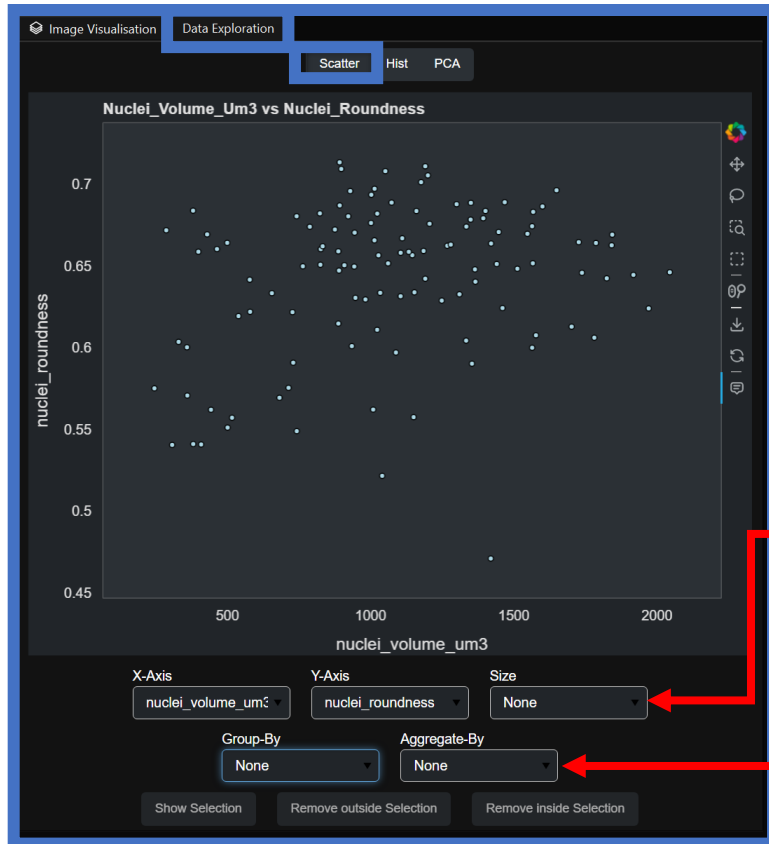 Image Visualisation Data Exploration
Scatter Hist PCA
Nuclei_Volume_Um3 vs Nuclei_Roundness
0.7
0.65
0.6
0.55
0.5
0.45
nuclei_roundness
500 1000 1500 2000
nuclei_volume_um3
X-Axis Y-Axis Size
nuclei_volume_um3 nuclei_roundness None
Group-By Aggregate-By
None None
Show Selection Remove outside Selection Remove inside Selection